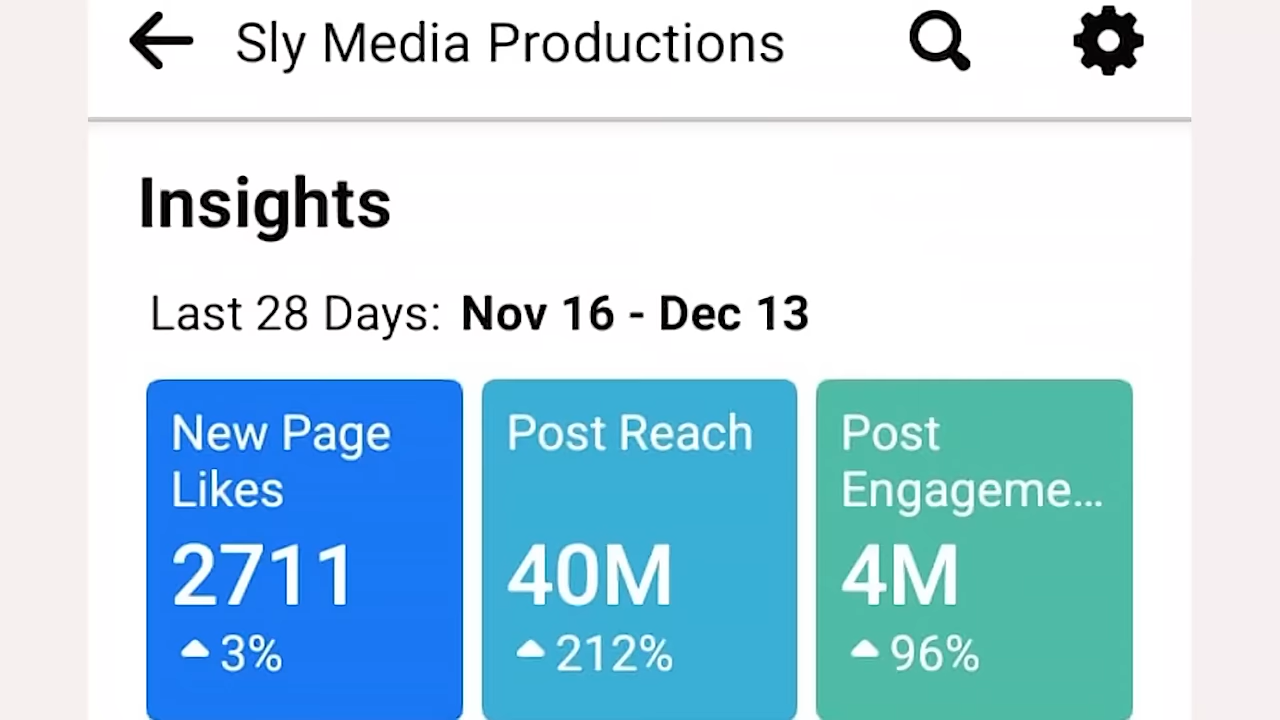 Sly Media Productions
Insights
Last 28 Days: Nov 16 - Dec 13
New Page
Likes
2711
3%
Post Reach
40M
212%
Post
Engageme...
4M
96%